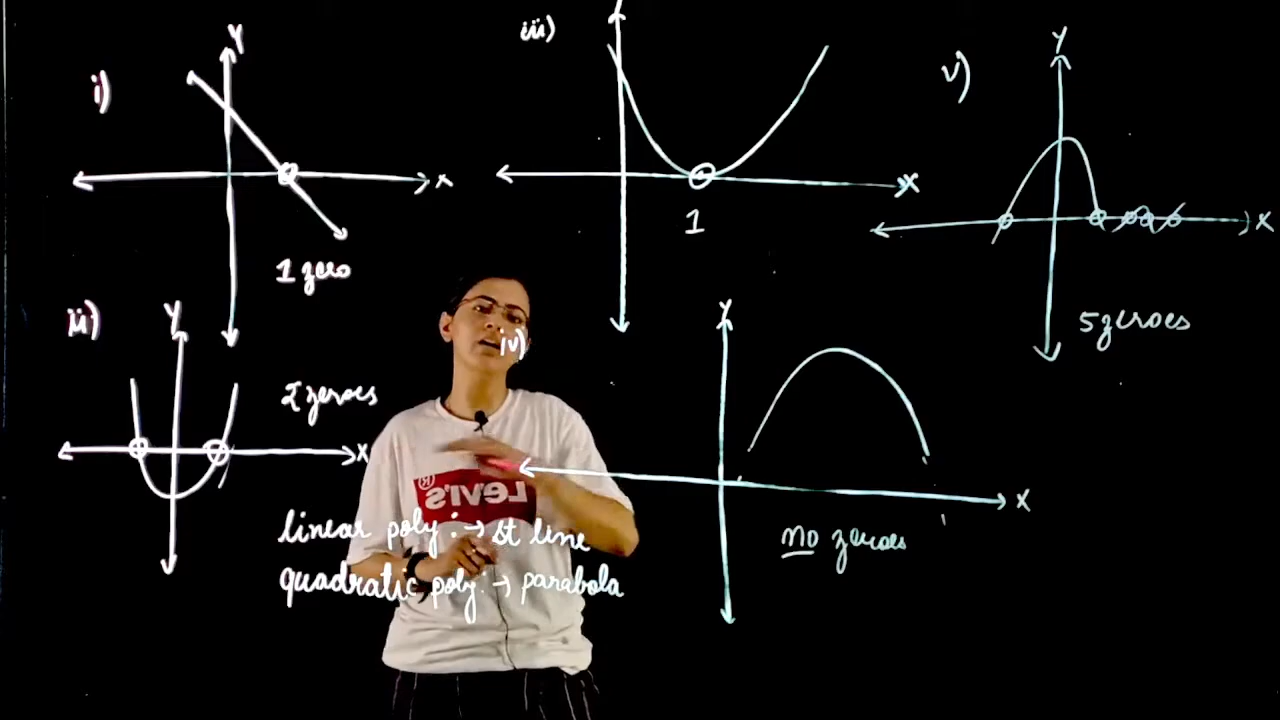 i)
Y
X
1 zero
ii)
Y
X
2 zeroes
iii)
X
1
iv)
Y
X
no zeroes
v)
Y
X
5 zeroes
LEVI'S
®
linear poly: → st line
quadratic poly: → parabola